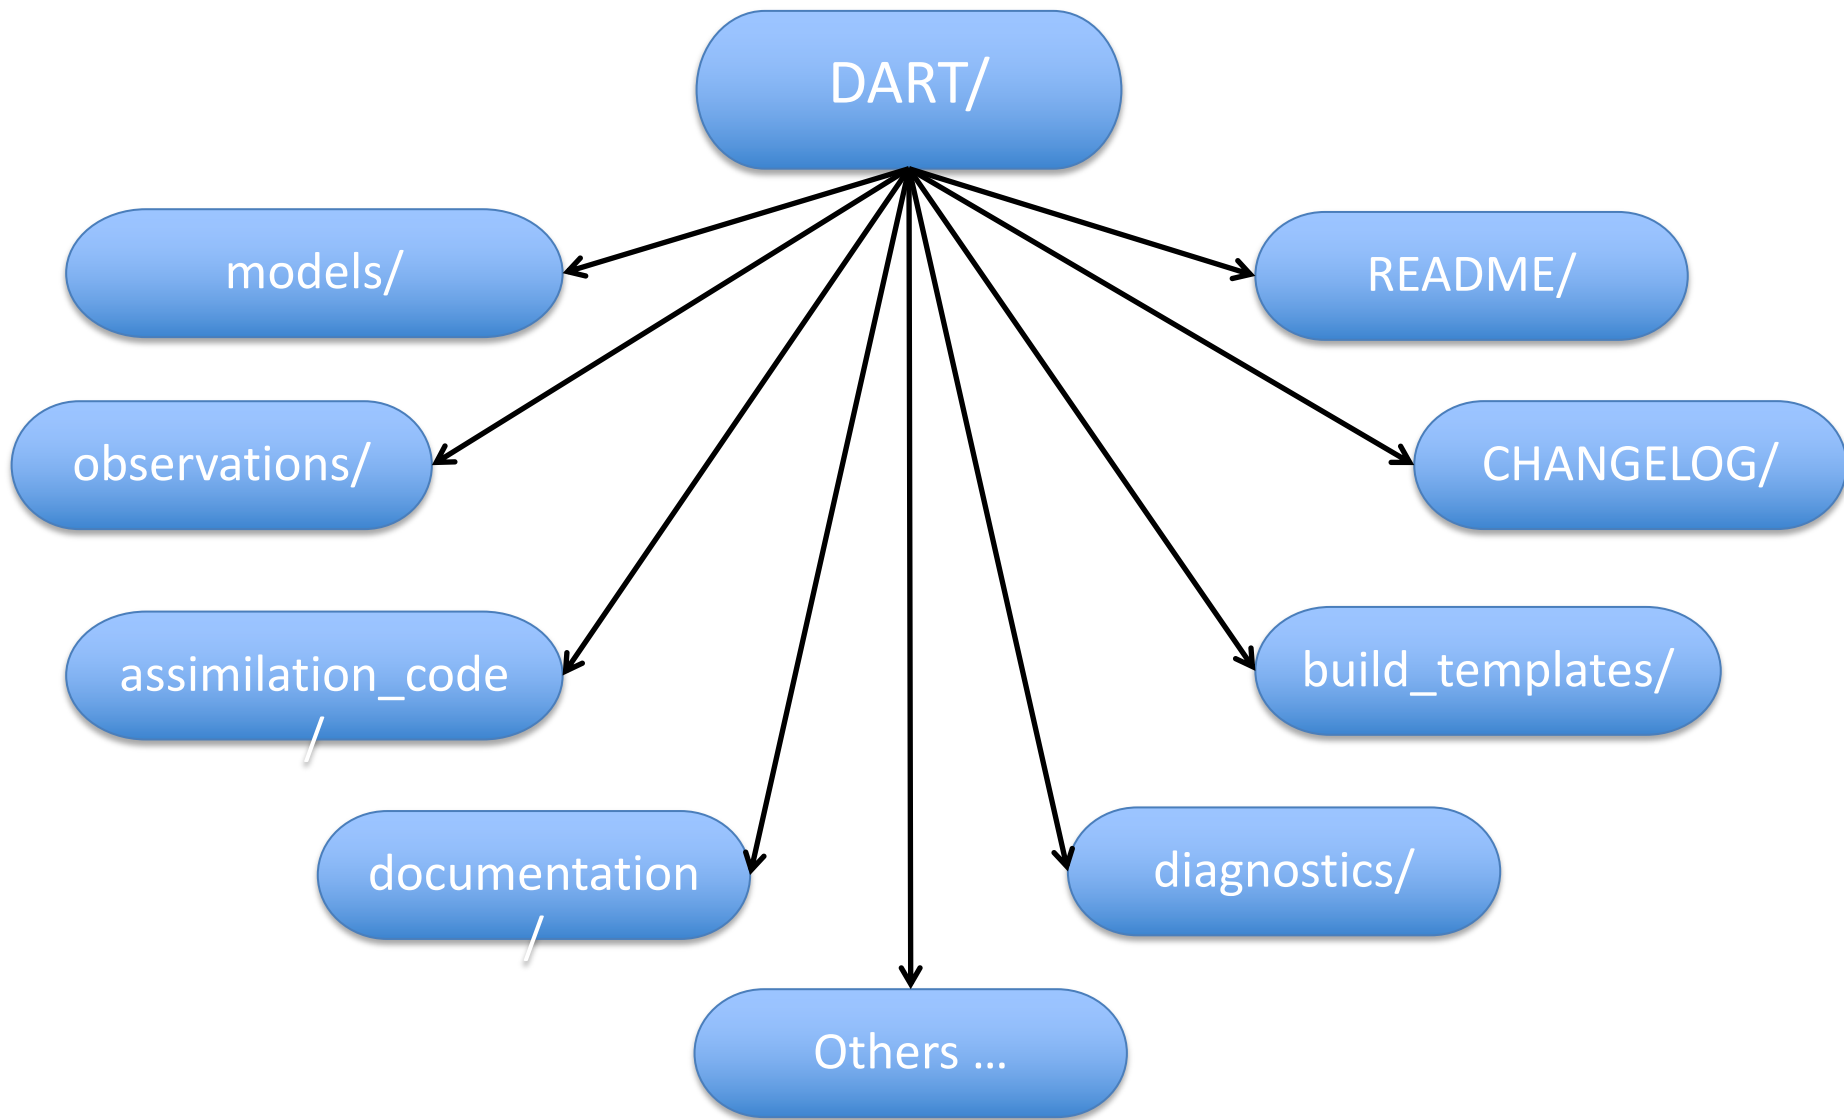 DART/
models/
README/
observations/
CHANGELOG/
assimilation_code
/
build_templates/
documentation
/
diagnostics/
Others ...